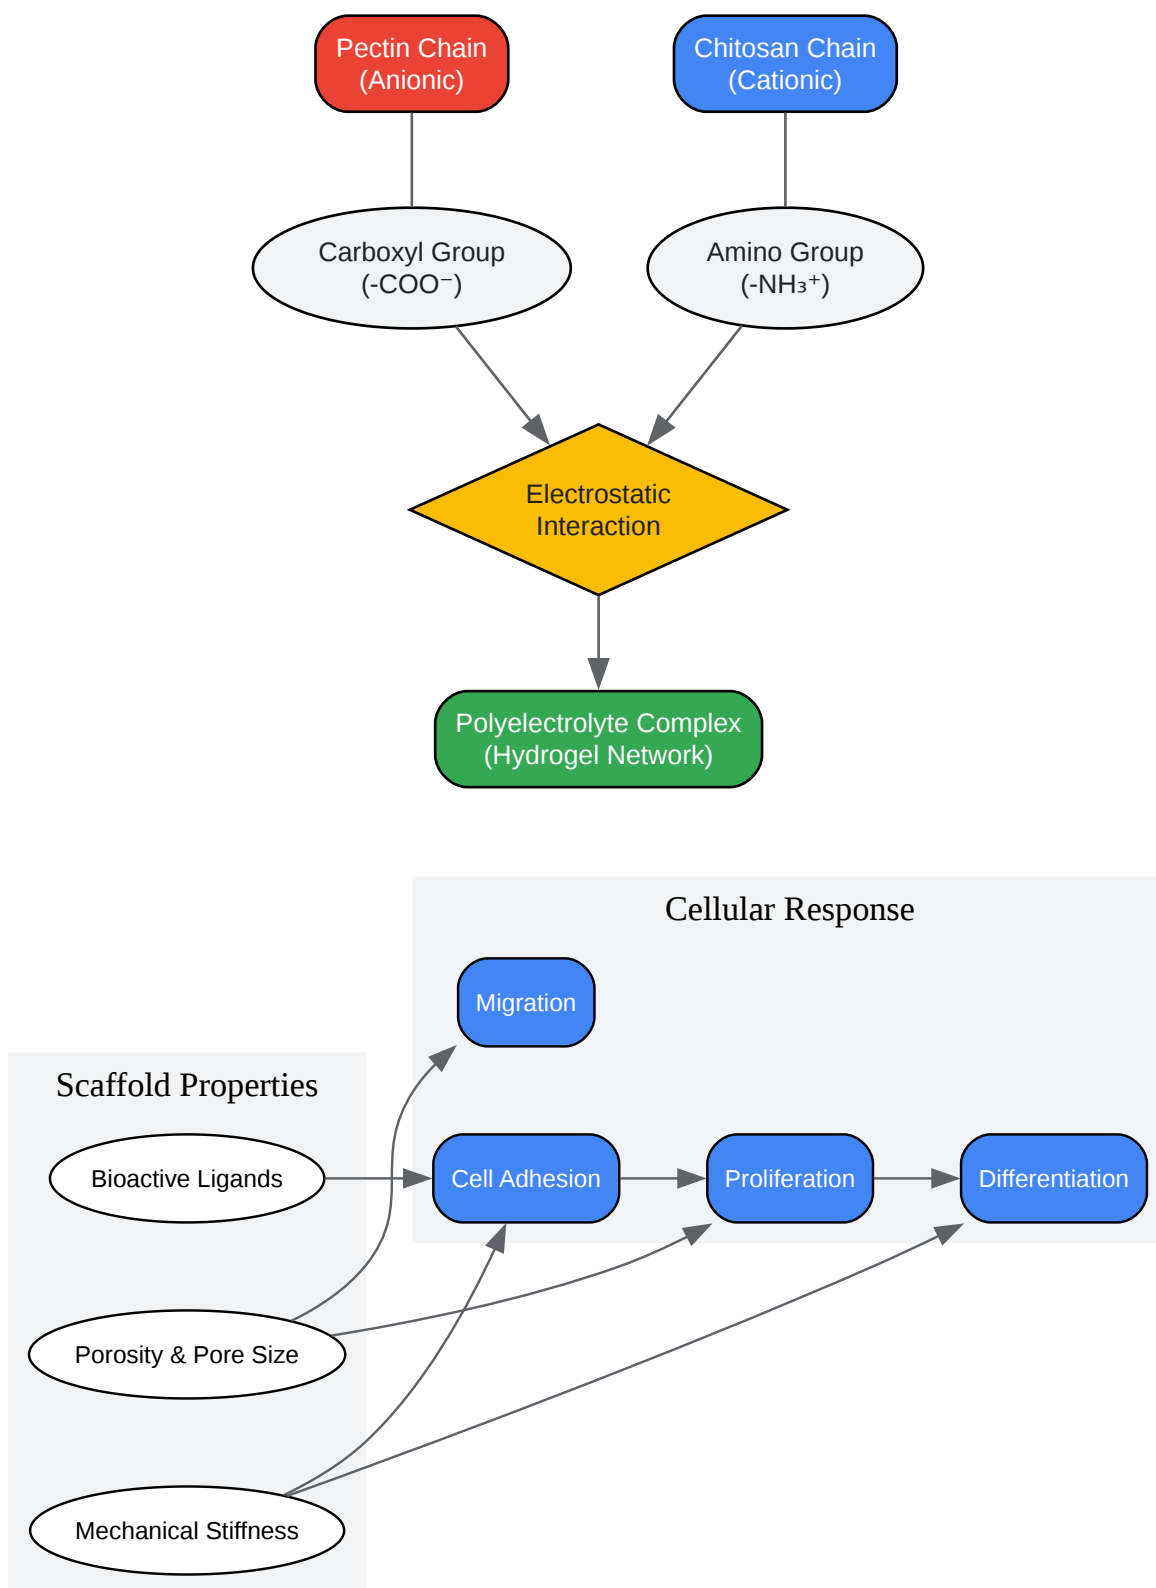 Pectin Chain
(Anionic)
Chitosan Chain
(Cationic)
Carboxyl Group
(-COO⁻)
Amino Group
(-NH₃⁺)
Electrostatic
Interaction
Polyelectrolyte Complex
(Hydrogel Network)
Cellular Response
Migration
Scaffold Properties
Bioactive Ligands
Cell Adhesion
Proliferation
Differentiation
Porosity & Pore Size
Mechanical Stiffness